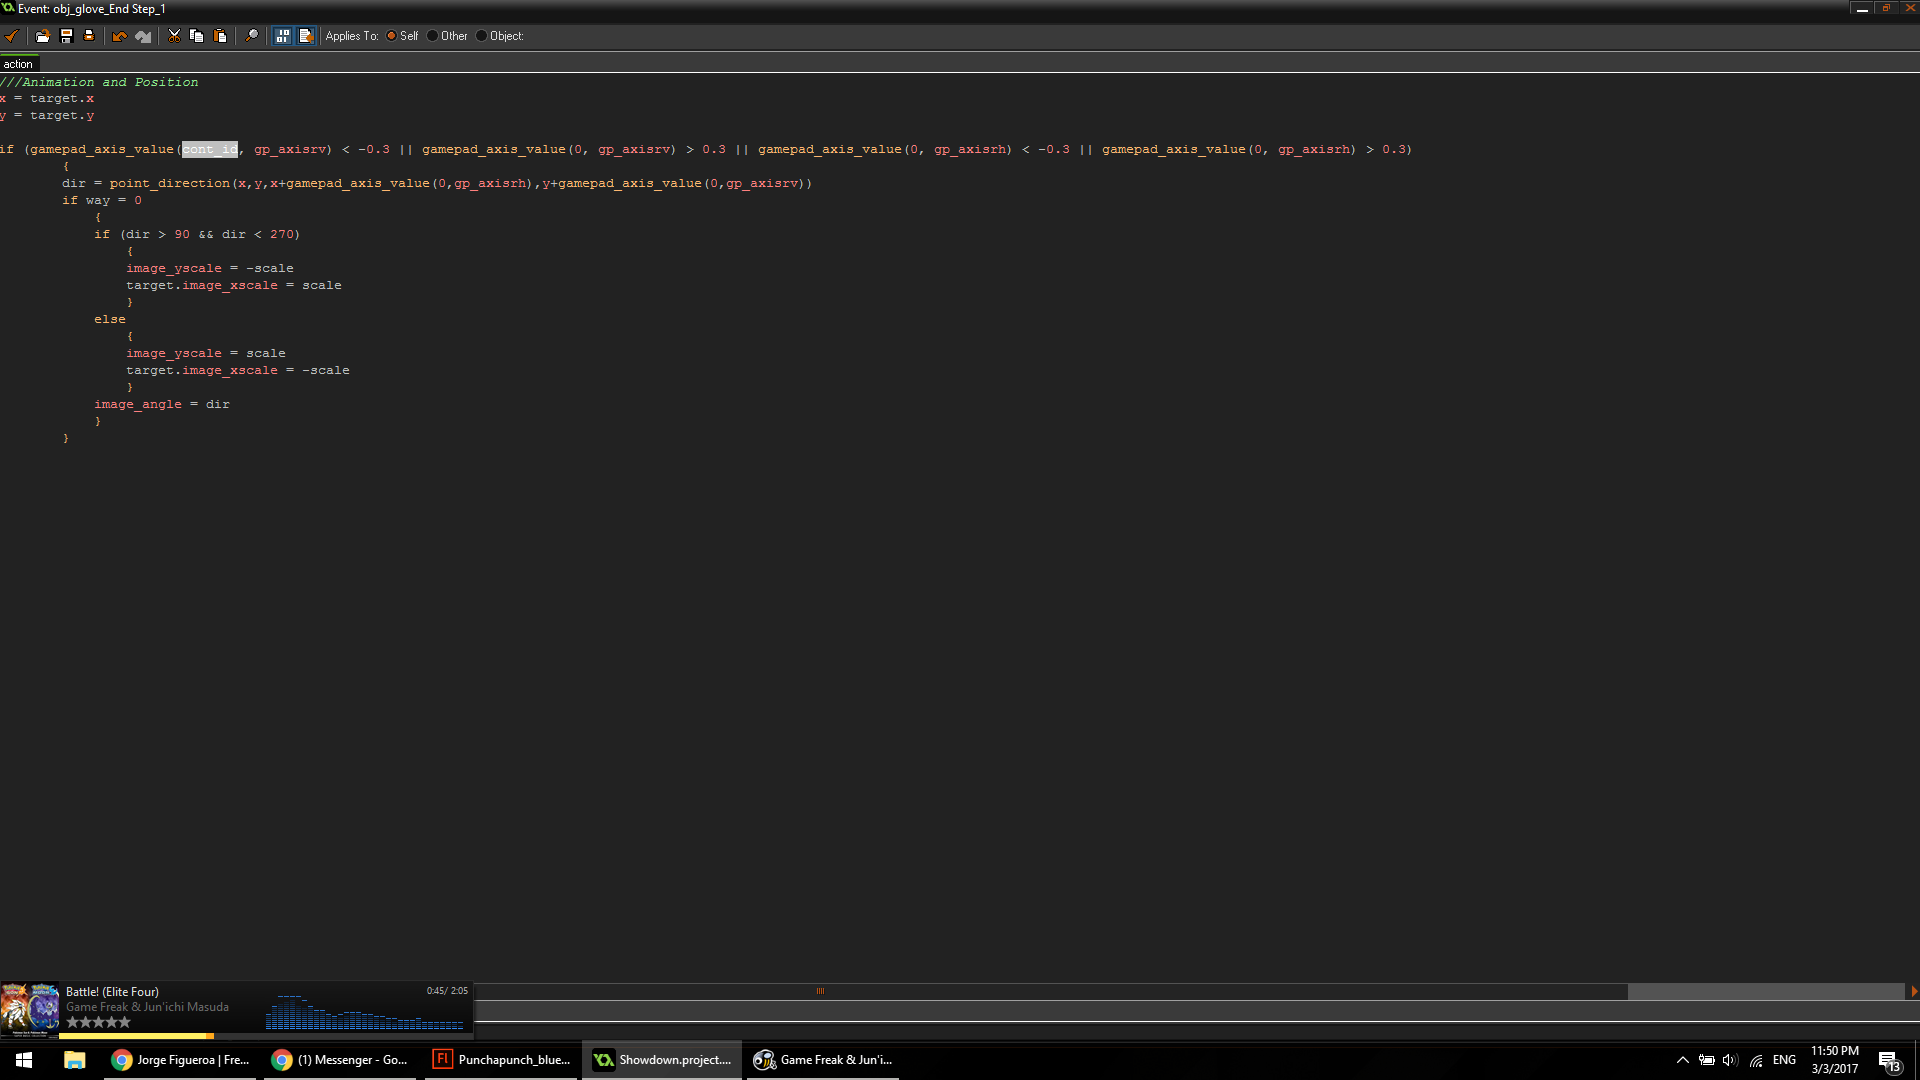 Event: obj_glove_End Step_1
Applies To: Self Other Object:
action
///Animation and Position
x = target.x
y = target.y
if (gamepad_axis_value(cont_id, gp_axisrv) < -0.3 || gamepad_axis_value(0, gp_axisrv) > 0.3 || gamepad_axis_value(0, gp_axisrh) < -0.3 || gamepad_axis_value(0, gp_axisrh) > 0.3)
{
dir = point_direction(x,y,x+gamepad_axis_value(0,gp_axisrh),y+gamepad_axis_value(0,gp_axisrv))
if way = 0
{
if (dir > 90 && dir < 270)
{
image_yscale = -scale
target.image_xscale = scale
}
else
{
image_yscale = scale
target.image_xscale = -scale
}
image_angle = dir
}
}
Battle! (Elite Four)
0:45/ 2:05
Game Freak & Jun'ichi Masuda
Jorge Figueroa | Fre...
(1) Messenger - Go...
Fl
Punchapunch_blue...
Showdown.project....
Game Freak & Jun'i...
ENG
11:50 PM
3/3/2017
13